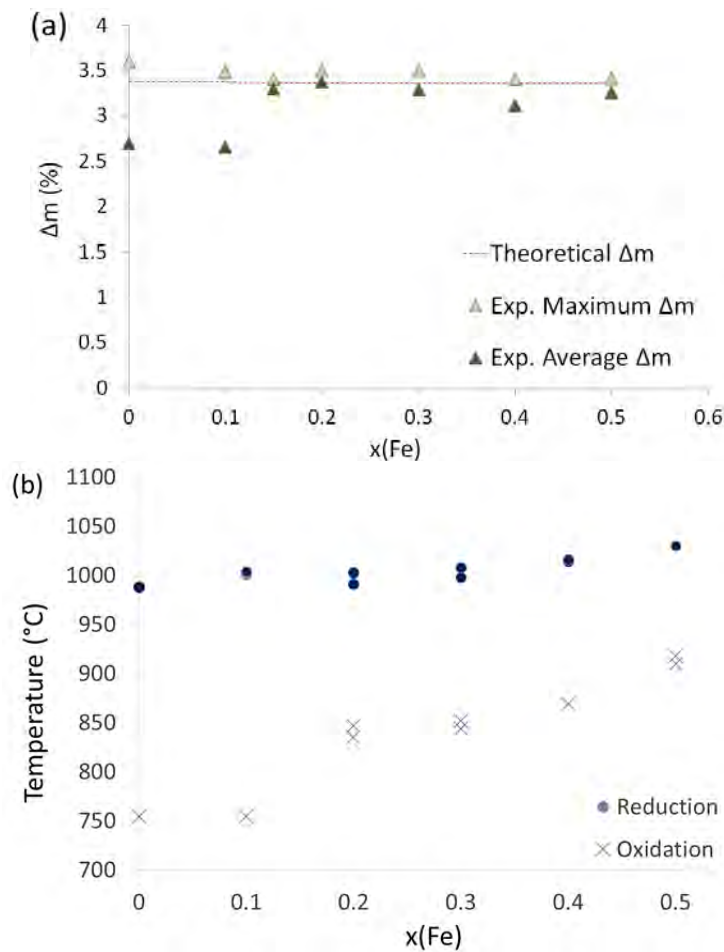 (a)
4
3.5
3
2.5
2
1.5
1
0.5
0
Δm (%)
Theoretical Δm
Exp. Maximum Δm
Exp. Average Δm
0 0.1 0.2 0.3 0.4 0.5 0.6
x(Fe)
(b)
1100
1050
1000
950
900
850
800
750
700
Temperature (°C)
Reduction
Oxidation
0 0.1 0.2 0.3 0.4 0.5
x(Fe)